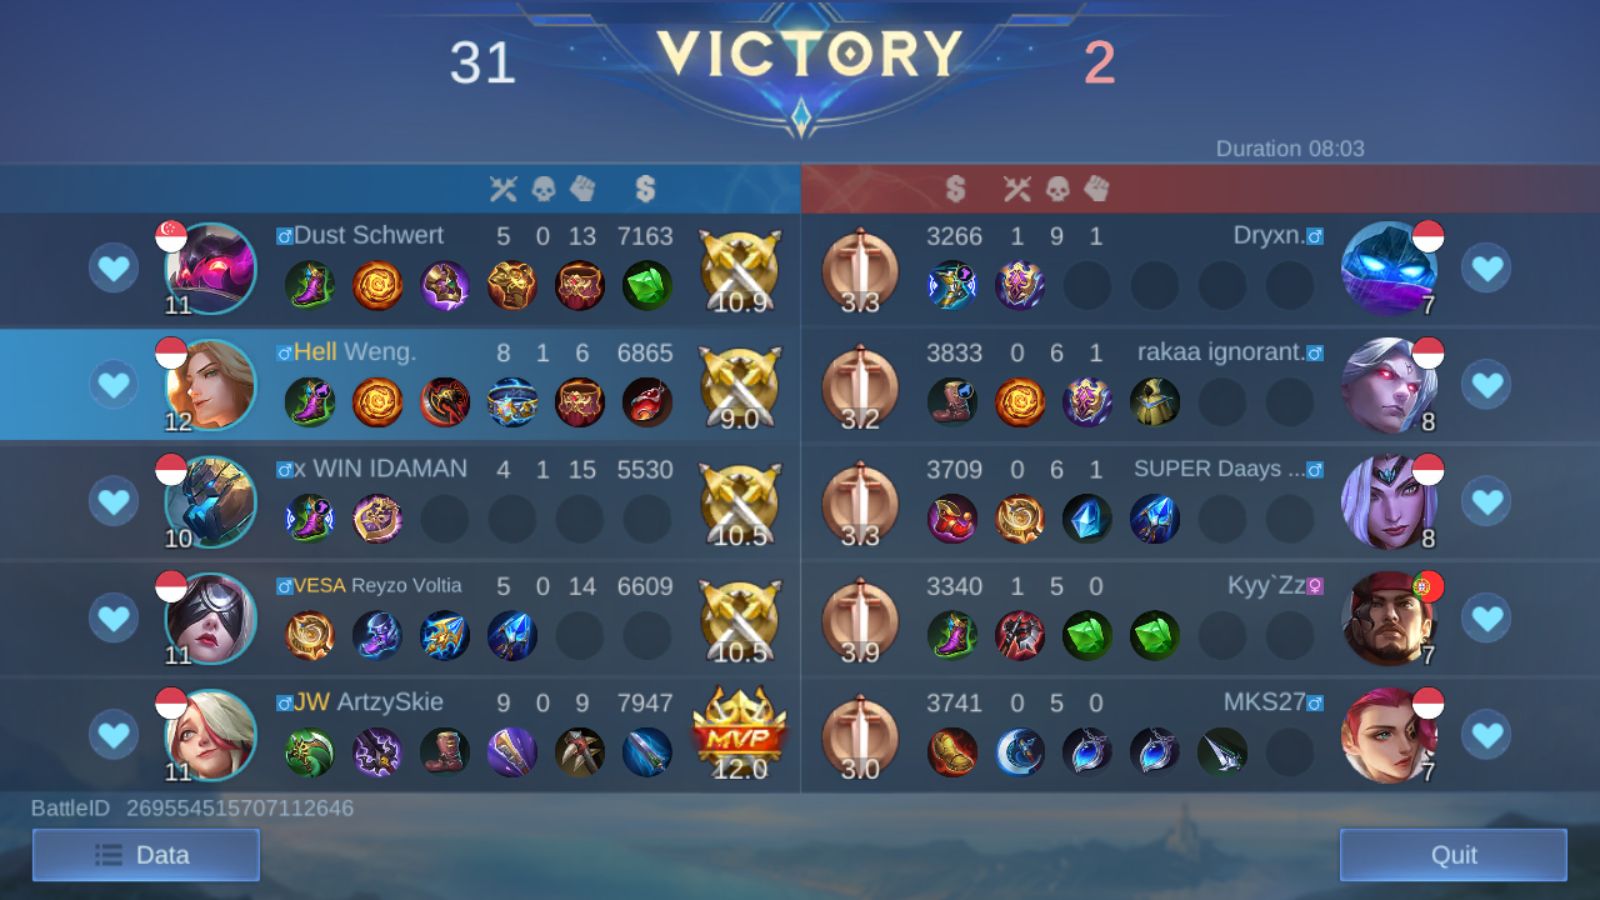 31 VICTORY 2
Duration 08:03
Dust Schwert 5 0 13 7163 10.9 11
3.3 3266 1 9 1 Dryxn. 7
Hell Weng. 8 1 6 6865 9.0 12
3.2 3833 0 6 1 rakaa ignorant. 8
x WIN IDAMAN 4 1 15 5530 10.5 10
3.3 3709 0 6 1 SUPER Daays ... 8
VESA Reyzo Voltia 5 0 14 6609 10.5 11
3.9 3340 1 5 0 Kyy`Zz 7
JW ArtzySkie 9 0 9 7947 MVP 12.0 11
3.0 3741 0 5 0 MKS27 7
BattleID 269554515707112646
Data
Quit